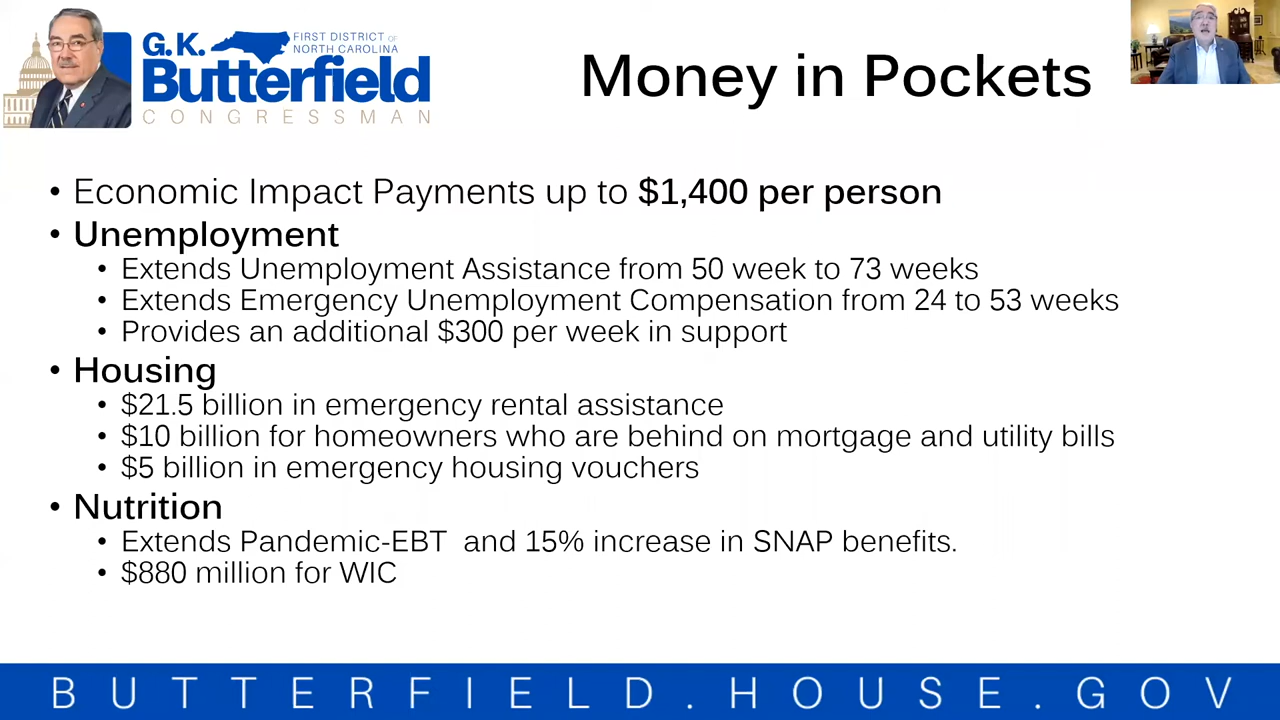 G.K.
FIRST DISTRICT OF
NORTH CAROLINA
Butterfield
CONGRESSMAN
Money in Pockets
• Economic Impact Payments up to $1,400 per person
• Unemployment
• Extends Unemployment Assistance from 50 week to 73 weeks
• Extends Emergency Unemployment Compensation from 24 to 53 weeks
• Provides an additional $300 per week in support
• Housing
• $21.5 billion in emergency rental assistance
• $10 billion for homeowners who are behind on mortgage and utility bills
• $5 billion in emergency housing vouchers
• Nutrition
• Extends Pandemic-EBT  and 15% increase in SNAP benefits.
• $880 million for WIC
BUTTERFIELD.HOUSE.GOV